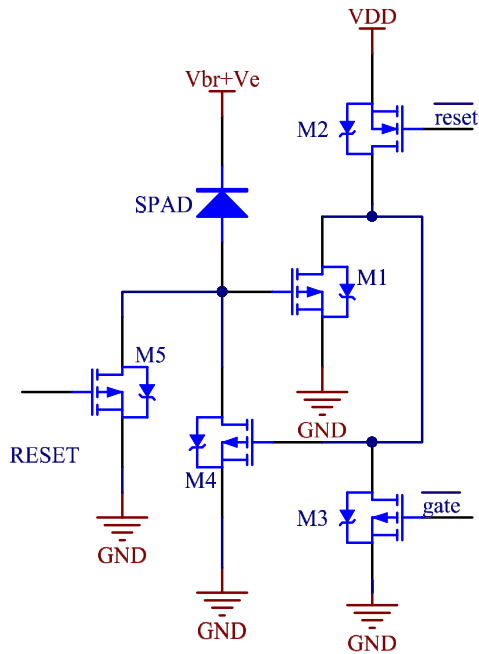 VDD
Vbr+Ve
M2
reset
SPAD
M1
M5
GND
RESET
M4
M3
gate
GND
GND
GND